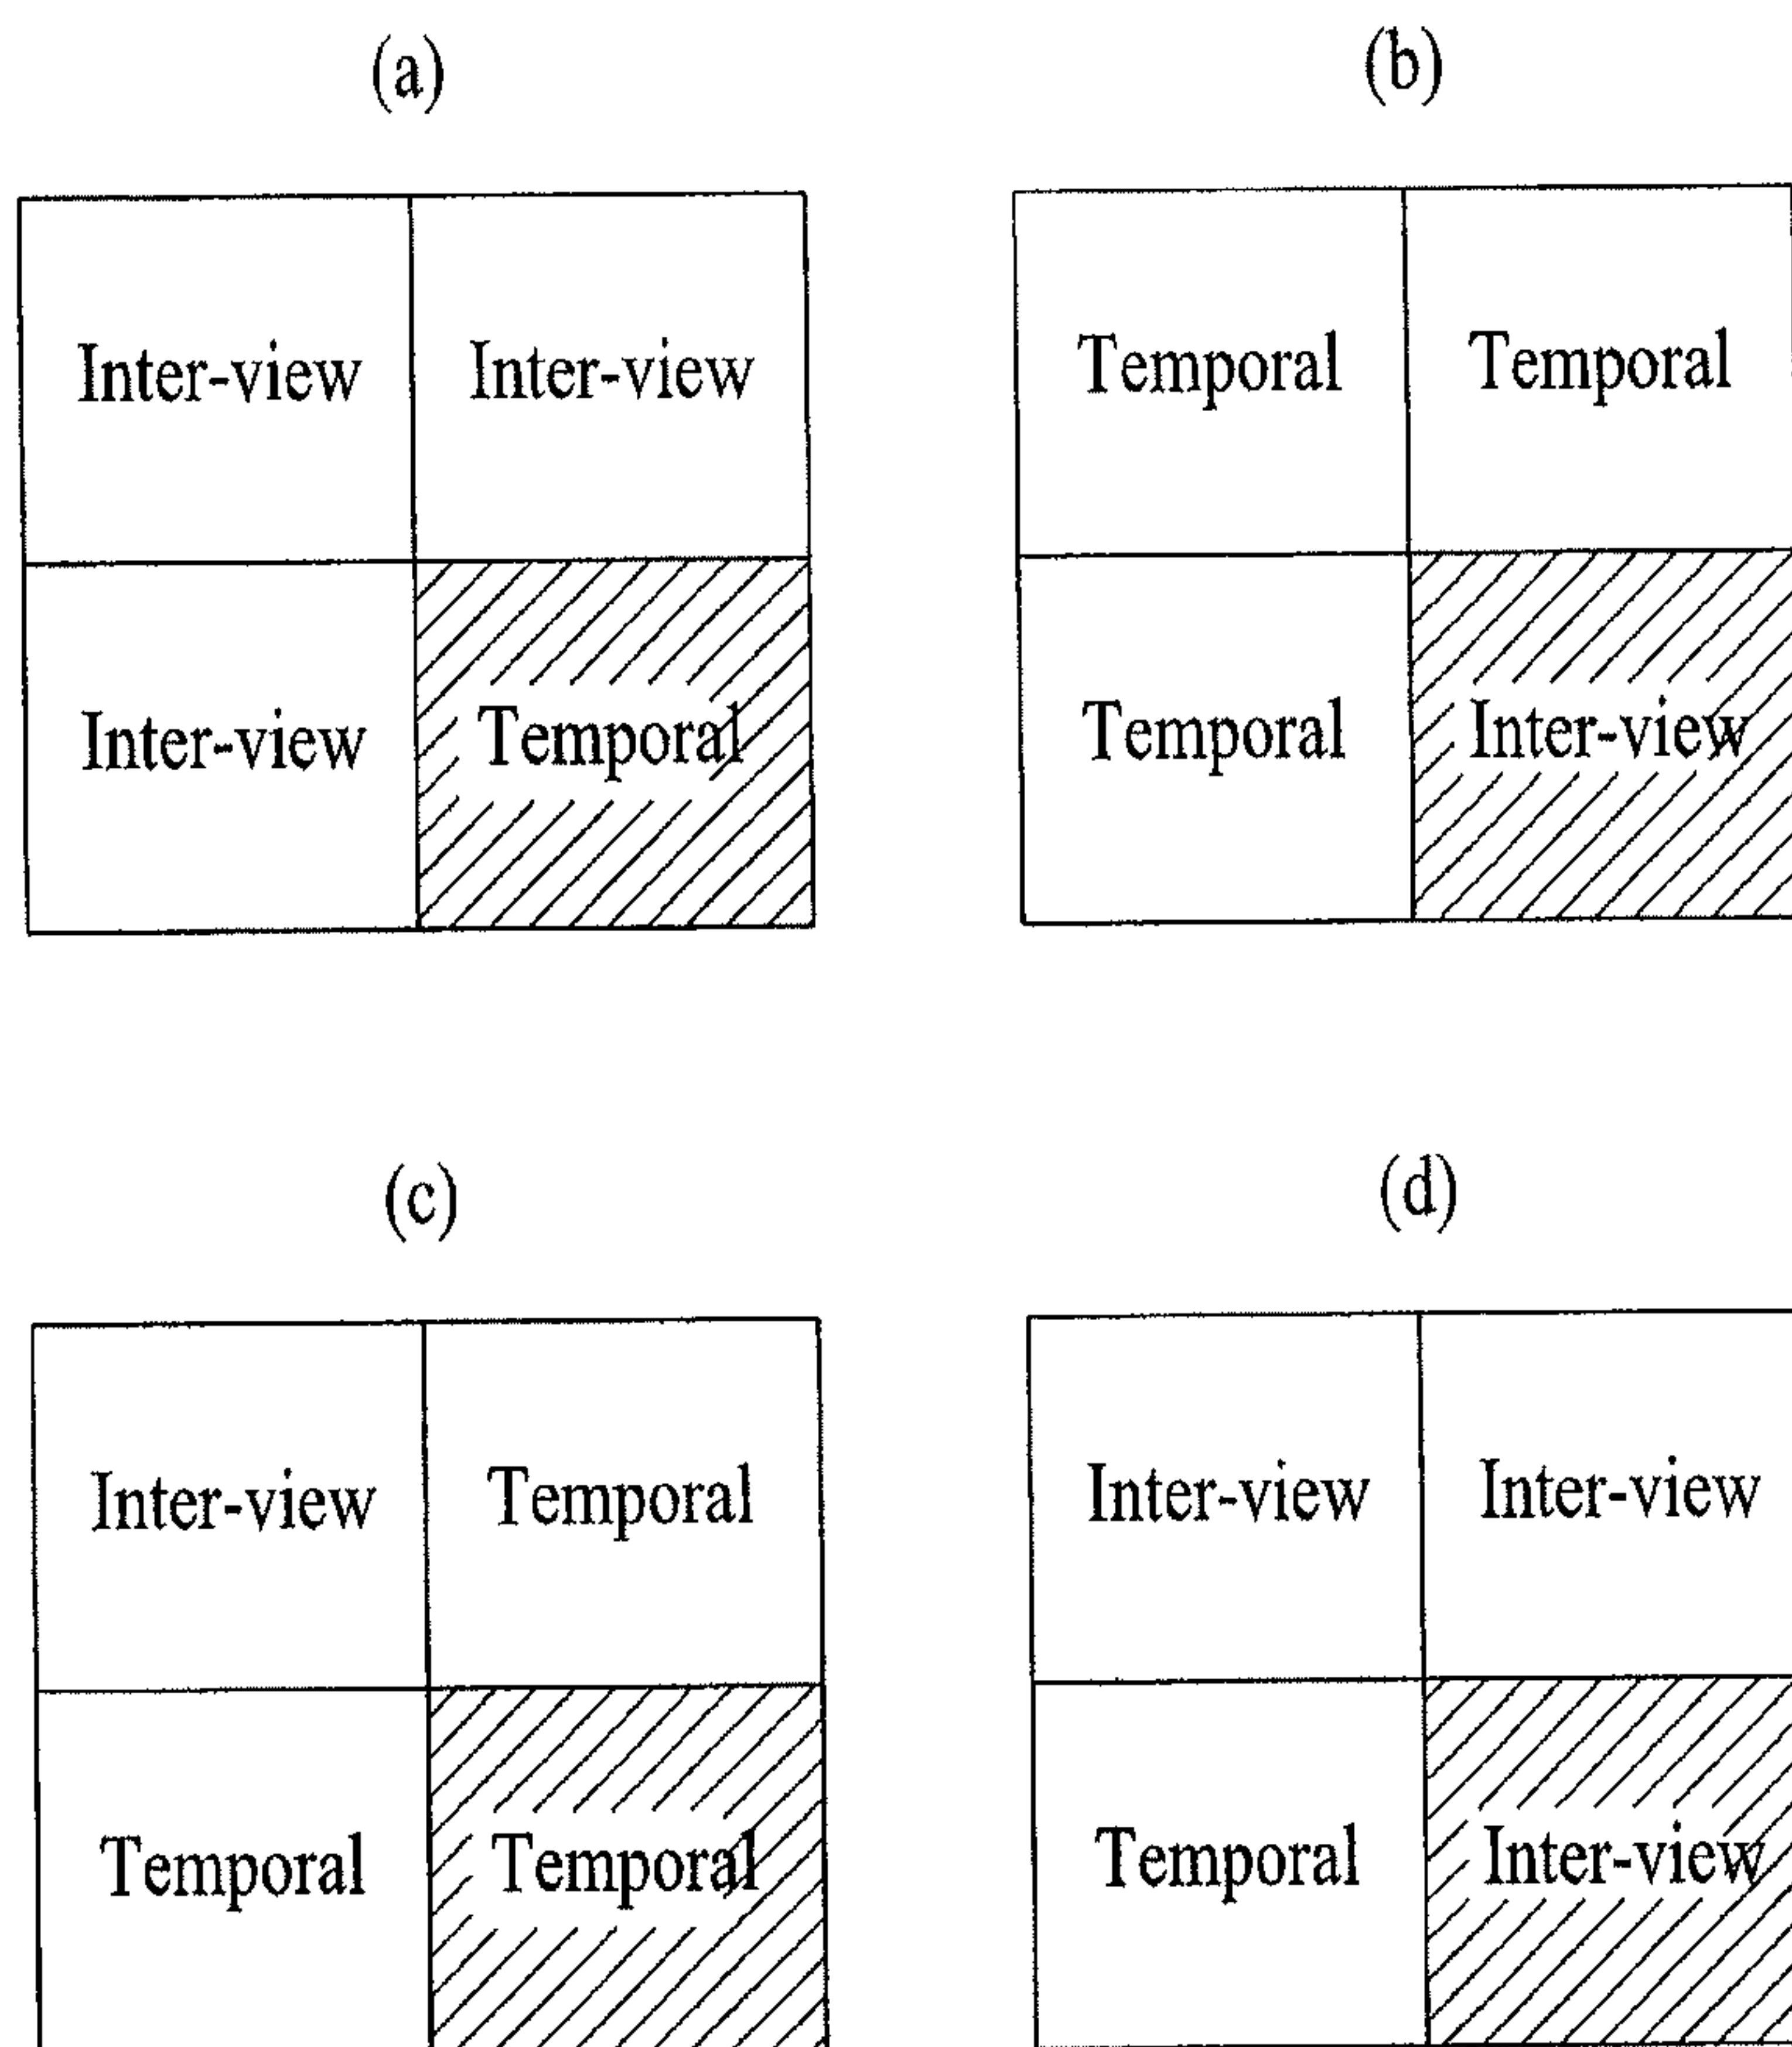 (a) (b)
Inter-view Inter-view Temporal Temporal
Inter-view Temporal Temporal Inter-view
(c) (d)
Inter-view Temporal Inter-view Inter-view
Temporal Temporal Temporal Inter-view